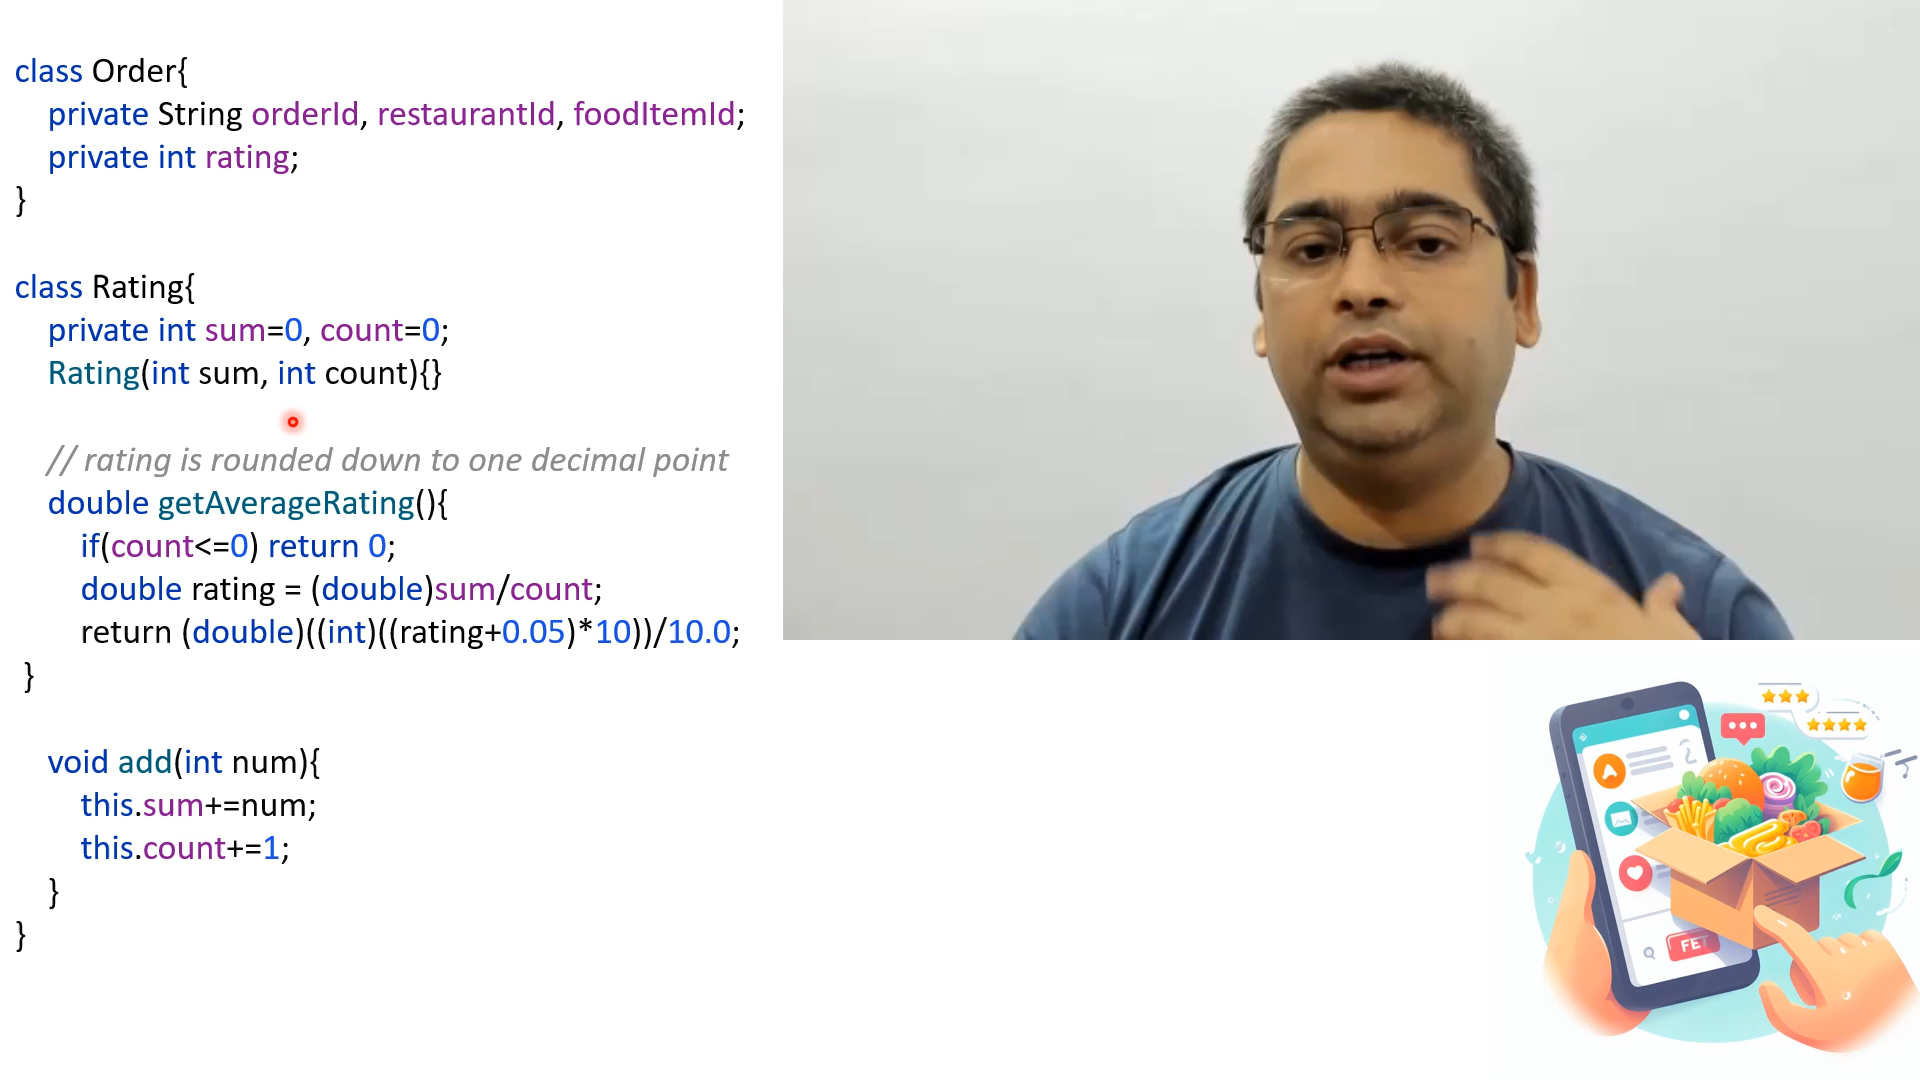 class Order{
private String orderId, restaurantId, foodItemId;
private int rating;
}
class Rating{
private int sum=0, count=0;
Rating(int sum, int count){}
// rating is rounded down to one decimal point
double getAverageRating(){
if(count<=0) return 0;
double rating = (double)sum/count;
return (double)((int)((rating+0.05)*10))/10.0;
}
void add(int num){
this.sum+=num;
this.count+=1;
}
}
FET